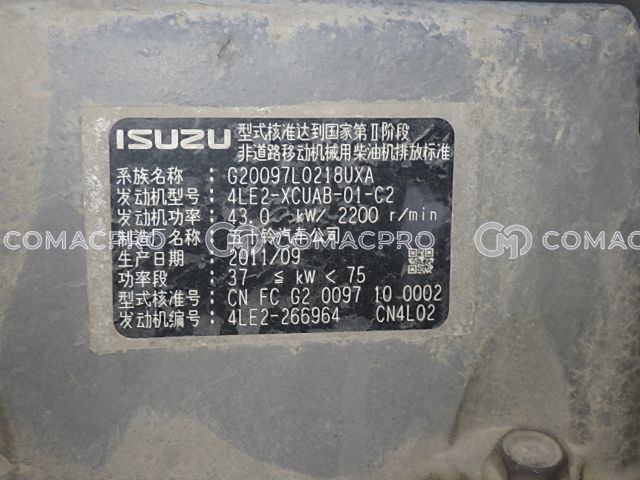 ISUZU 型式核准达到国家第Ⅱ阶段
非道路移动机械用柴油机排放标准
系族名称: G20097L0218UXA
发动机型号: 4LE2-XCUAB-01-C2
发动机功率: 43.0 kW/ 2200 r/min
制造厂名称: 五十铃汽车公司
生产日期: 2011/09
功率段: 37 ≤ kW < 75
型式核准号: CN FC G2 0097 10 0002
发动机编号: 4LE2-266964 CN4L02
COMACPRO COMACPRO COMACPRO